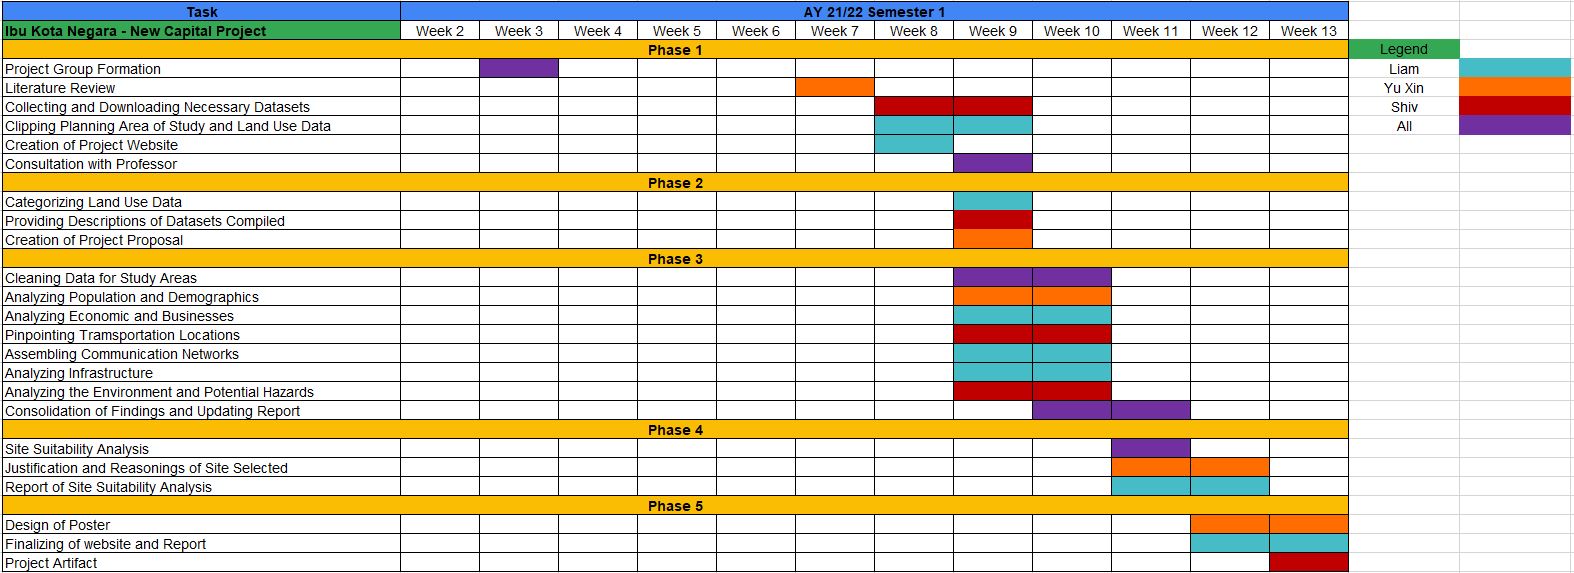 Task AY 21/22 Semester 1
Ibu Kota Negara - New Capital Project Week 2 Week 3 Week 4 Week 5 Week 6 Week 7 Week 8 Week 9 Week 10 Week 11 Week 12 Week 13
Phase 1 Legend
Project Group Formation Liam
Literature Review Yu Xin
Collecting and Downloading Necessary Datasets Shiv
Clipping Planning Area of Study and Land Use Data All
Creation of Project Website
Consultation with Professor
Phase 2
Categorizing Land Use Data
Providing Descriptions of Datasets Compiled
Creation of Project Proposal
Phase 3
Cleaning Data for Study Areas
Analyzing Population and Demographics
Analyzing Economic and Businesses
Pinpointing Transportation Locations
Assembling Communication Networks
Analyzing Infrastructure
Analyzing the Environment and Potential Hazards
Consolidation of Findings and Updating Report
Phase 4
Site Suitability Analysis
Justification and Reasonings of Site Selected
Report of Site Suitability Analysis
Phase 5
Design of Poster
Finalizing of website and Report
Project Artifact